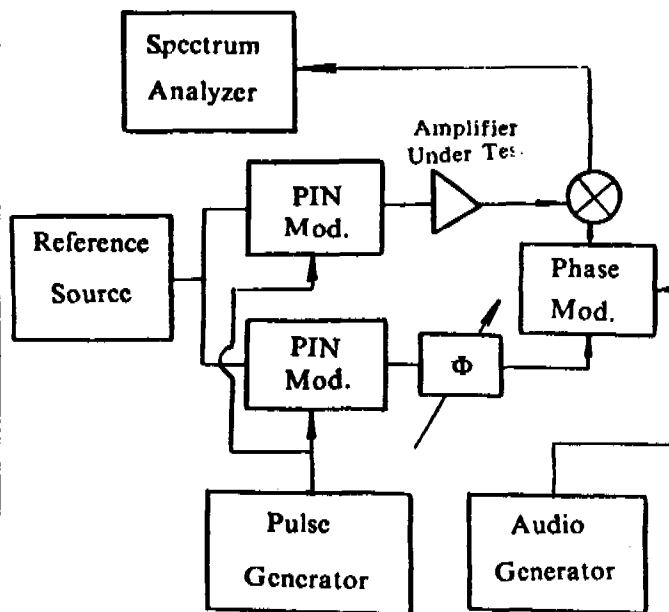 Spectrum
Analyzer
Amplifier
Under
PIN
Mod.
Reference
Source
Phase
Mod.
PIN
Mod.
Φ
Pulse
Generator
Audio
Generator